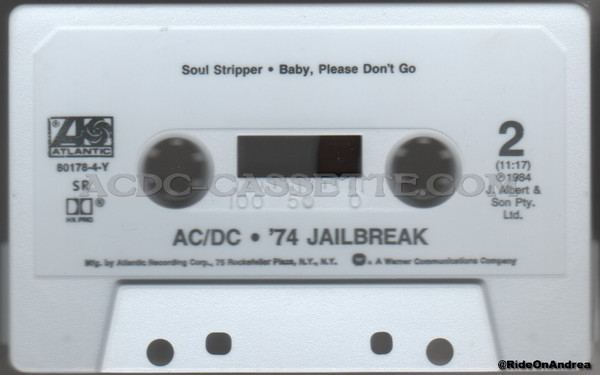 Soul Stripper • Baby, Please Don't Go
® ATLANTIC
80178-4-Y
SR
HX PRO ®
2
(11:17)
℗1984
J. Albert &
Son Pty.
Ltd.
ACDC-CASSETTE.COM
100 50 0
AC/DC • '74 JAILBREAK
Mfg. by Atlantic Recording Corp., 75 Rockefeller Plaza, N.Y., N.Y. ®. A Warner Communications Company
@RideOnAndrea